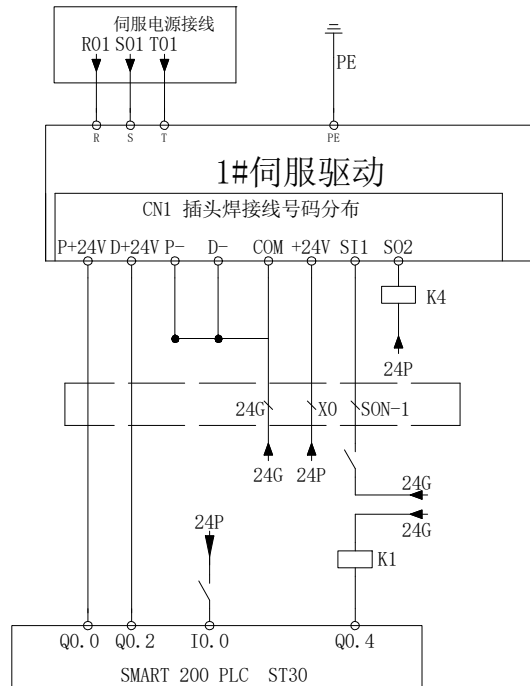 伺服电源接线
R01 S01 T01
PE
R S T PE
1#伺服驱动
CN1 插头焊接线号码分布
P+24V D+24V P- D- COM +24V SI1 SO2
K4
24P
24G X0 SON-1
24G 24P
24G
24G
24P
K1
Q0.0 Q0.2 I0.0 Q0.4
SMART 200 PLC ST30